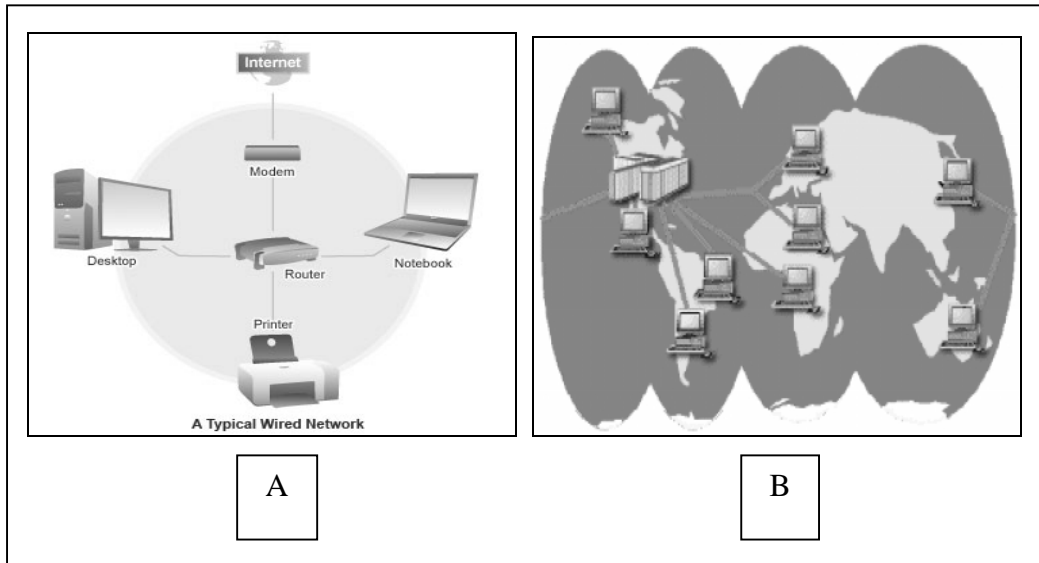 Internet
Modem
Desktop
Router
Notebook
Printer
A Typical Wired Network
A
B